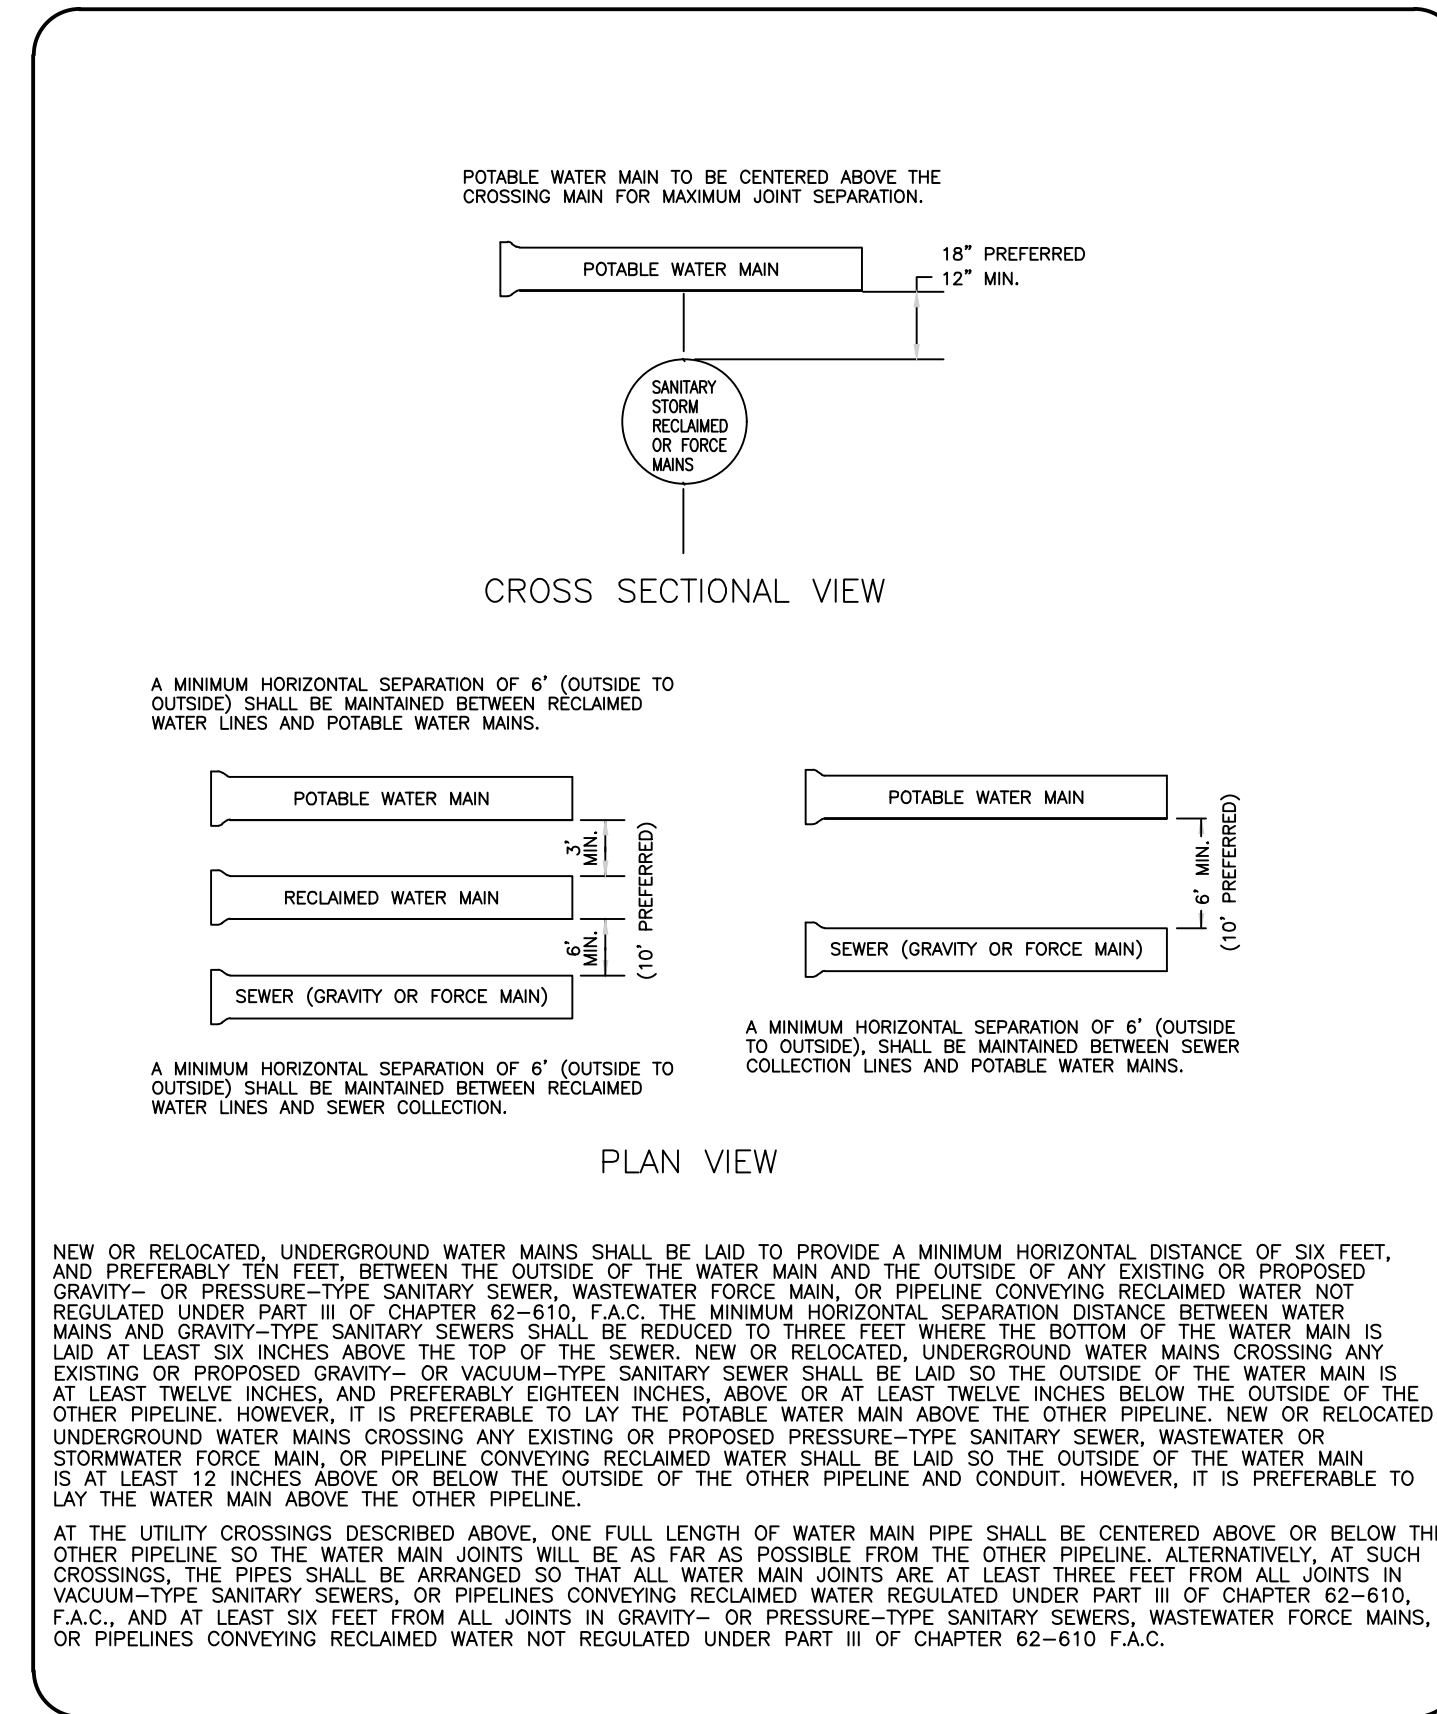 POTABLE WATER MAIN TO BE CENTERED ABOVE THE
CROSSING MAIN FOR MAXIMUM JOINT SEPARATION.
POTABLE WATER MAIN
18" PREFERRED
12" MIN.
SANITARY
STORM
RECLAIMED
OR FORCE
MAINS
CROSS SECTIONAL VIEW
A MINIMUM HORIZONTAL SEPARATION OF 6' (OUTSIDE TO
OUTSIDE) SHALL BE MAINTAINED BETWEEN RECLAIMED
WATER LINES AND POTABLE WATER MAINS.
POTABLE WATER MAIN
3'
MIN.
RECLAIMED WATER MAIN
6'
MIN.
(10' PREFERRED)
SEWER (GRAVITY OR FORCE MAIN)
A MINIMUM HORIZONTAL SEPARATION OF 6' (OUTSIDE TO
OUTSIDE) SHALL BE MAINTAINED BETWEEN RECLAIMED
WATER LINES AND SEWER COLLECTION.
POTABLE WATER MAIN
6' MIN.
(10' PREFERRED)
SEWER (GRAVITY OR FORCE MAIN)
A MINIMUM HORIZONTAL SEPARATION OF 6' (OUTSIDE
TO OUTSIDE), SHALL BE MAINTAINED BETWEEN SEWER
COLLECTION LINES AND POTABLE WATER MAINS.
PLAN VIEW
NEW OR RELOCATED, UNDERGROUND WATER MAINS SHALL BE LAID TO PROVIDE A MINIMUM HORIZONTAL DISTANCE OF SIX FEET,
AND PREFERABLY TEN FEET, BETWEEN THE OUTSIDE OF THE WATER MAIN AND THE OUTSIDE OF ANY EXISTING OR PROPOSED
GRAVITY- OR PRESSURE-TYPE SANITARY SEWER, WASTEWATER FORCE MAIN, OR PIPELINE CONVEYING RECLAIMED WATER NOT
REGULATED UNDER PART III OF CHAPTER 62-610, F.A.C. THE MINIMUM HORIZONTAL SEPARATION DISTANCE BETWEEN WATER
MAINS AND GRAVITY-TYPE SANITARY SEWERS SHALL BE REDUCED TO THREE FEET WHERE THE BOTTOM OF THE WATER MAIN IS
LAID AT LEAST SIX INCHES ABOVE THE TOP OF THE SEWER. NEW OR RELOCATED, UNDERGROUND WATER MAINS CROSSING ANY
EXISTING OR PROPOSED GRAVITY- OR VACUUM-TYPE SANITARY SEWER SHALL BE LAID SO THE OUTSIDE OF THE WATER MAIN IS
AT LEAST TWELVE INCHES, AND PREFERABLY EIGHTEEN INCHES, ABOVE OR AT LEAST TWELVE INCHES BELOW THE OUTSIDE OF THE
OTHER PIPELINE. HOWEVER, IT IS PREFERABLE TO LAY THE POTABLE WATER MAIN ABOVE THE OTHER PIPELINE. NEW OR RELOCATED
UNDERGROUND WATER MAINS CROSSING ANY EXISTING OR PROPOSED PRESSURE-TYPE SANITARY SEWER, WASTEWATER OR
STORMWATER FORCE MAIN, OR PIPELINE CONVEYING RECLAIMED WATER SHALL BE LAID SO THE OUTSIDE OF THE WATER MAIN
IS AT LEAST 12 INCHES ABOVE OR BELOW THE OUTSIDE OF THE OTHER PIPELINE AND CONDUIT. HOWEVER, IT IS PREFERABLE TO
LAY THE WATER MAIN ABOVE THE OTHER PIPELINE.
AT THE UTILITY CROSSINGS DESCRIBED ABOVE, ONE FULL LENGTH OF WATER MAIN PIPE SHALL BE CENTERED ABOVE OR BELOW THE
OTHER PIPELINE SO THE WATER MAIN JOINTS WILL BE AS FAR AS POSSIBLE FROM THE OTHER PIPELINE. ALTERNATIVELY, AT SUCH
CROSSINGS, THE PIPES SHALL BE ARRANGED SO THAT ALL WATER MAIN JOINTS ARE AT LEAST THREE FEET FROM ALL JOINTS IN
VACUUM-TYPE SANITARY SEWERS, OR PIPELINES CONVEYING RECLAIMED WATER REGULATED UNDER PART III OF CHAPTER 62-610,
F.A.C., AND AT LEAST SIX FEET FROM ALL JOINTS IN GRAVITY- OR PRESSURE-TYPE SANITARY SEWERS, WASTEWATER FORCE MAINS,
OR PIPELINES CONVEYING RECLAIMED WATER NOT REGULATED UNDER PART III OF CHAPTER 62-610 F.A.C.